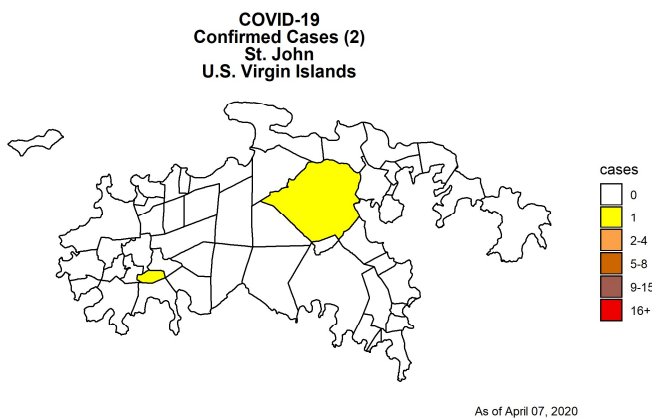 COVID-19
Confirmed Cases (2)
St. John
U.S. Virgin Islands
cases
0
1
2-4
5-8
9-15
16+
As of April 07, 2020